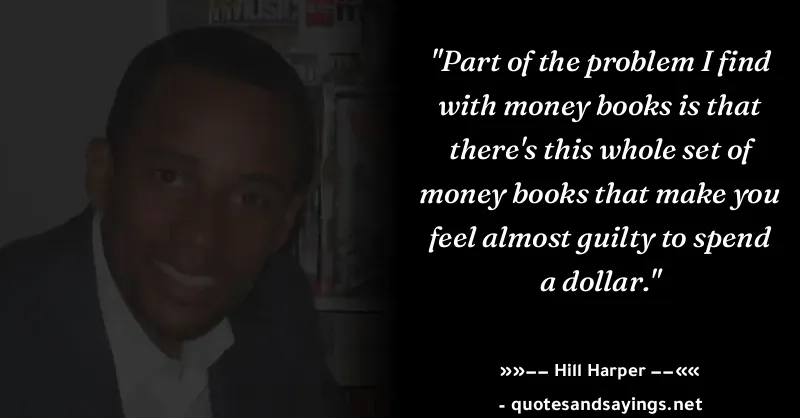 music
"Part of the problem I find
with money books is that
there's this whole set of
money books that make you
feel almost guilty to spend
a dollar."
»»−− Hill Harper −−««
- quotesandsayings.net